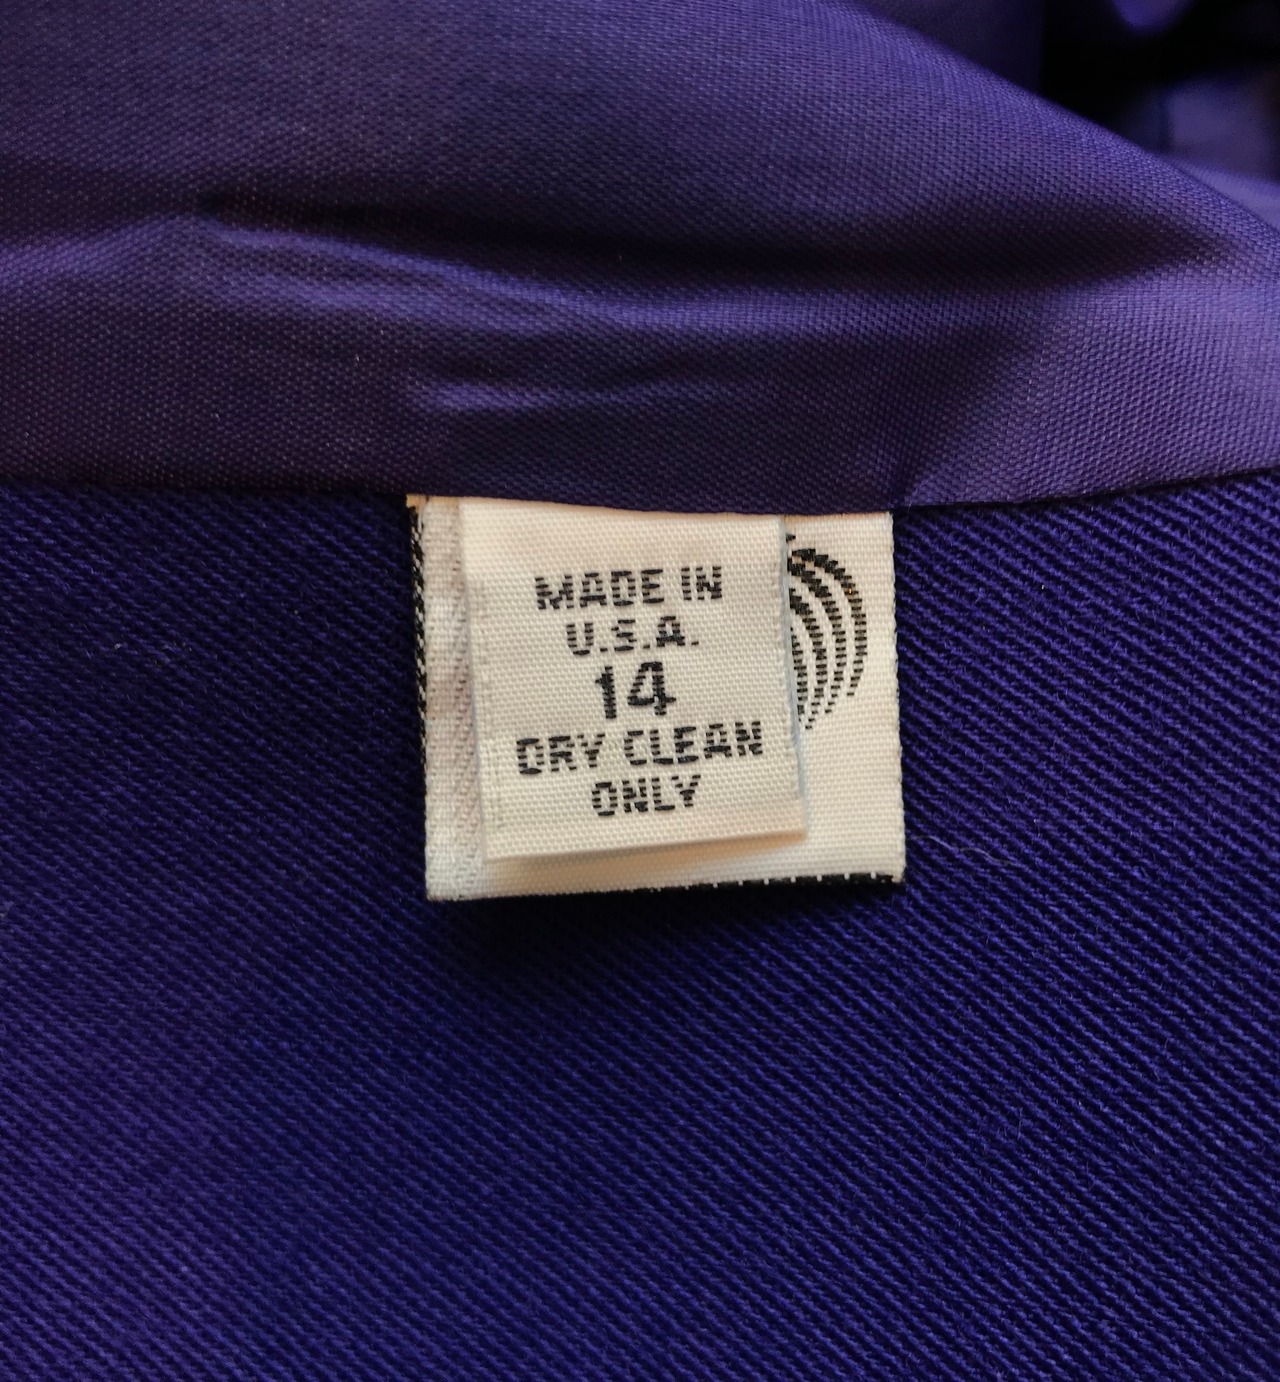 MADE IN
U.S.A.
14
DRY CLEAN
ONLY